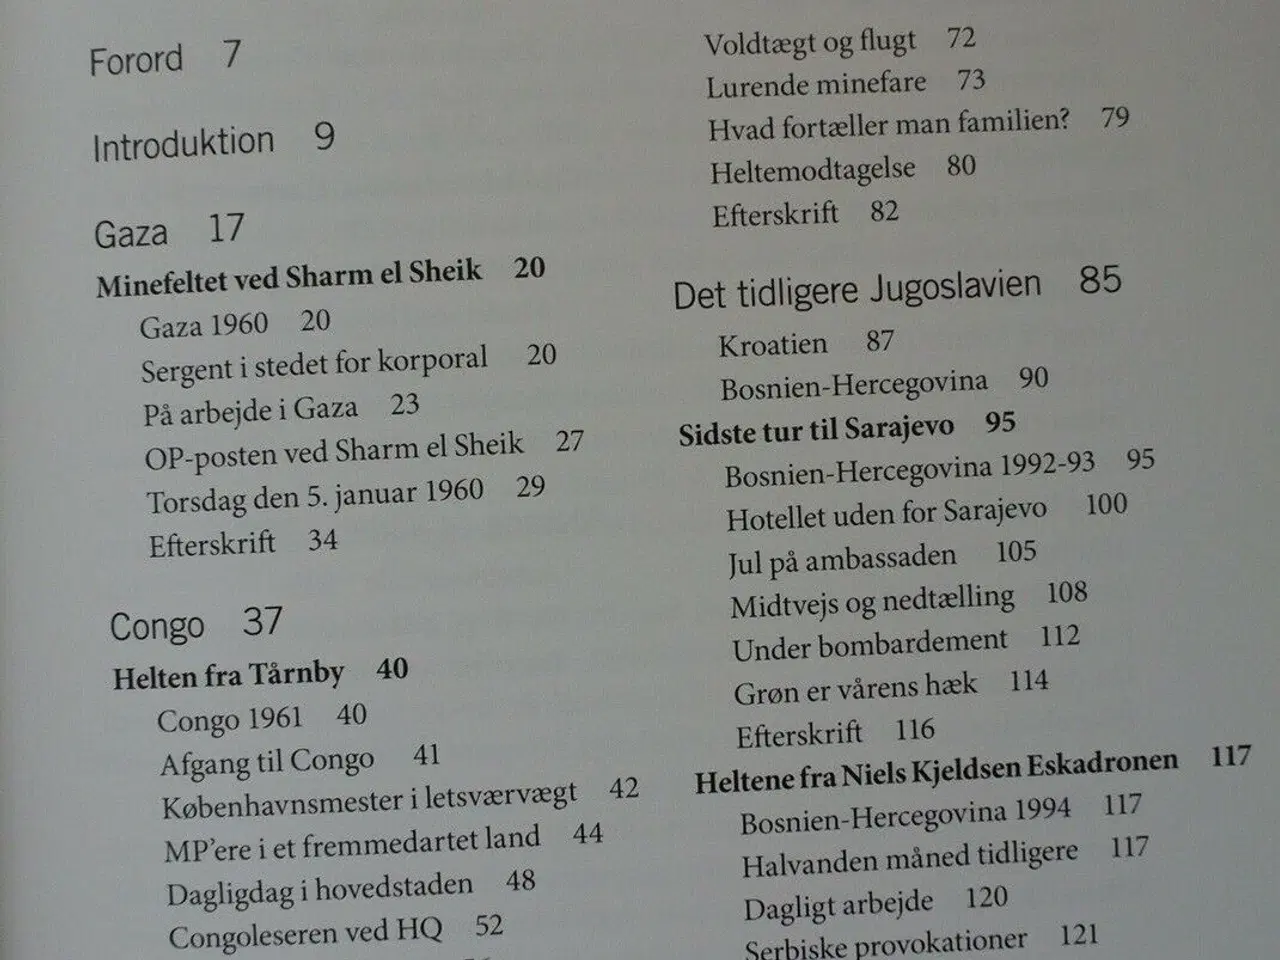 Forord 7
Introduktion 9
Gaza 17
Minefeltet ved Sharm el Sheik 20
Gaza 1960 20
Sergent i stedet for korporal 20
På arbejde i Gaza 23
OP-posten ved Sharm el Sheik 27
Torsdag den 5. januar 1960 29
Efterskrift 34
Congo 37
Helten fra Tårnby 40
Congo 1961 40
Afgang til Congo 41
Københavnsmester i letsværvægt 42
MP’ere i et fremmedartet land 44
Dagligdag i hovedstaden 48
Congoleseren ved HQ 52
Voldtægt og flugt 72
Lurende minefare 73
Hvad fortæller man familien? 79
Heltemodtagelse 80
Efterskrift 82
Det tidligere Jugoslavien 85
Kroatien 87
Bosnien-Hercegovina 90
Sidste tur til Sarajevo 95
Bosnien-Hercegovina 1992-93 95
Hotellet uden for Sarajevo 100
Jul på ambassaden 105
Midtvejs og nedtælling 108
Under bombardement 112
Grøn er vårens hæk 114
Efterskrift 116
Heltene fra Niels Kjeldsen Eskadronen 117
Bosnien-Hercegovina 1994 117
Halvanden måned tidligere 117
Dagligt arbejde 120
Serbiske provokationer 121